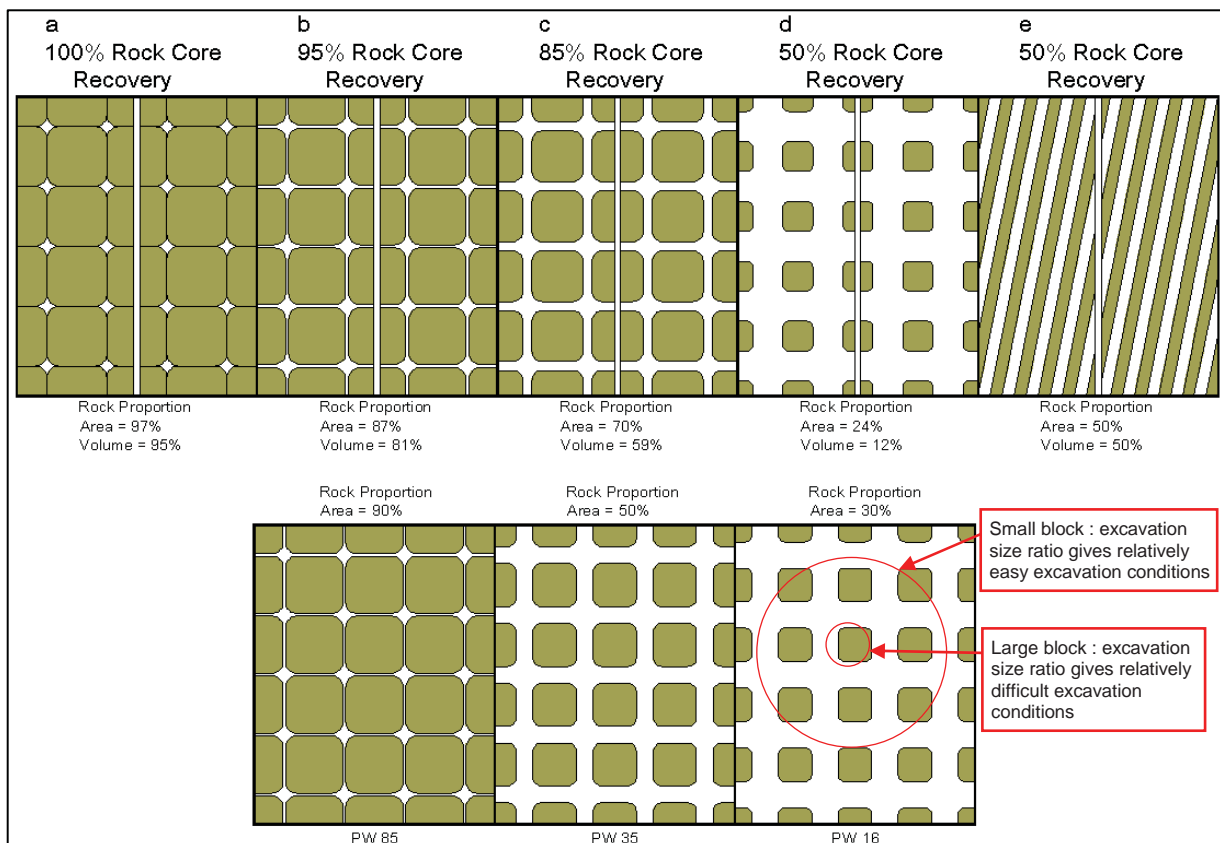 a
100% Rock Core
Recovery
b
95% Rock Core
Recovery
c
85% Rock Core
Recovery
d
50% Rock Core
Recovery
e
50% Rock Core
Recovery
Rock Proportion
Area = 97%
Volume = 95%
Rock Proportion
Area = 87%
Volume = 81%
Rock Proportion
Area = 70%
Volume = 59%
Rock Proportion
Area = 24%
Volume = 12%
Rock Proportion
Area = 50%
Volume = 50%
Rock Proportion
Area = 90%
Rock Proportion
Area = 50%
Rock Proportion
Area = 30%
Small block : excavation
size ratio gives relatively
easy excavation conditions
Large block : excavation
size ratio gives relatively
difficult excavation
conditions
PW 85
PW 35
PW 16